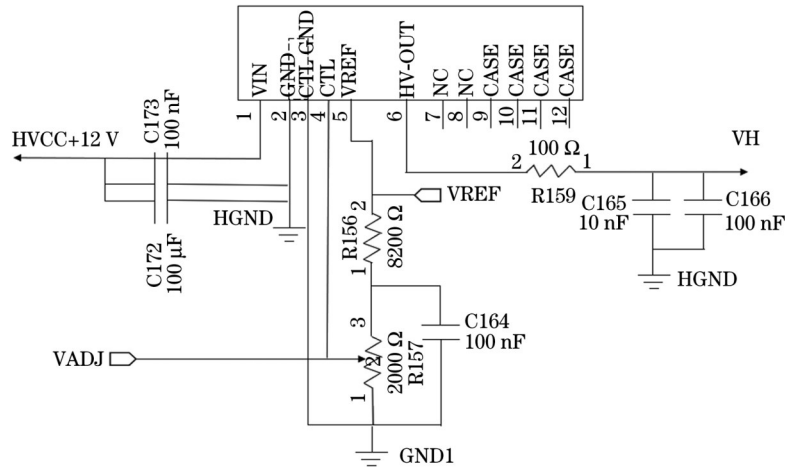 VIN
GND
CTL GND
CTL
VREF
HV-OUT
NC
NC
CASE
CASE
CASE
CASE
1
2
3
4
5
6
7
8
9
10
11
12
HVCC+12 V
C173
100 nF
HGND
C172
100 µF
VREF
2
R156
8200 Ω
1
2
100 Ω
1
R159
VH
C165
10 nF
C166
100 nF
HGND
3
C164
100 nF
VADJ
2
2000 Ω
R157
1
GND1